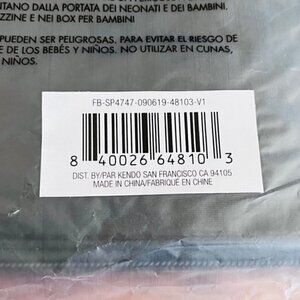 TANO DALLA PORTATA DEI NEONATI E DEI BAMBINI.
ZZINE E NEI BOX PER BAMBINI
PUEDEN SER PELIGROSAS. PARA EVITAR EL RIESGO DE
E DE LOS BEBÉS Y NIÑOS. NO UTILIZAR EN CUNAS,
FB-SP4747-090619-48103-V1
8 40026 64810 3
DIST. BY/PAR KENDO SAN FRANCISCO CA 94105
MADE IN CHINA/FABRIQUÉ EN CHINE